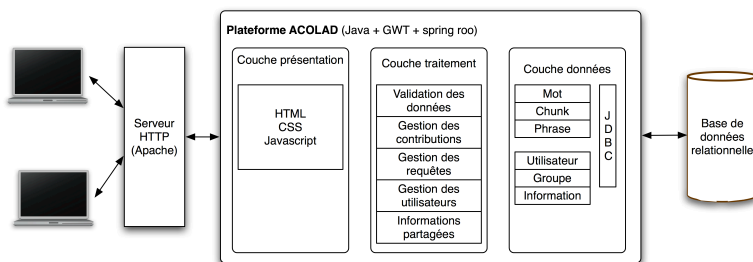 Plateforme ACOLAD (Java + GWT + spring roo)
Serveur
HTTP
(Apache)
Couche présentation
HTML
CSS
Javascript
Couche traitement
Validation des
données
Gestion des
contributions
Gestion des
requêtes
Gestion des
utilisateurs
Informations
partagées
Couche données
Mot
Chunk
Phrase
Utilisateur
Groupe
Information
J
D
B
C
Base de
données
relationnelle